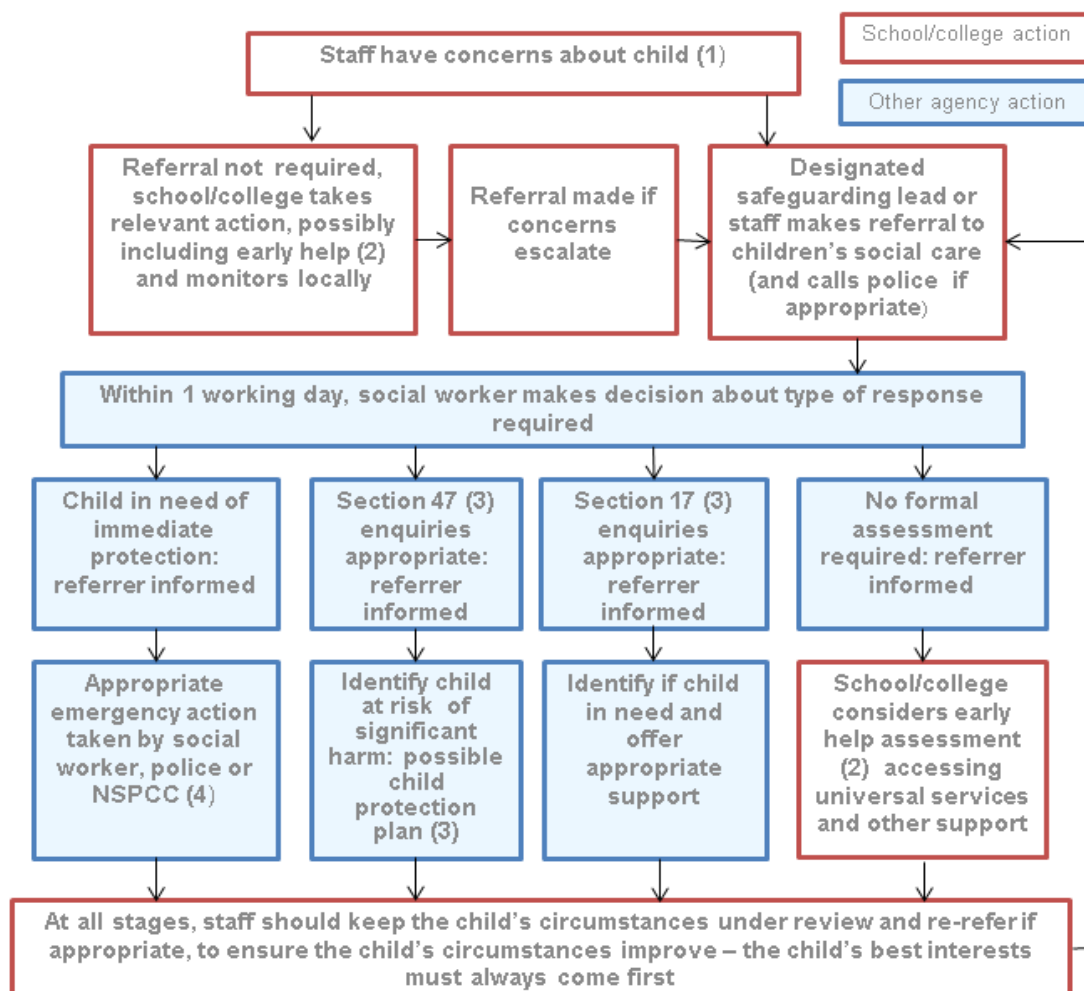 School/college action
Other agency action
Staff have concerns about child (1)
Referral not required,
school/college takes
relevant action, possibly
including early help (2)
and monitors locally
Referral made if
concerns
escalate
Designated
safeguarding lead or
staff makes referral to
children’s social care
(and calls police if
appropriate)
Within 1 working day, social worker makes decision about type of response
required
Child in need of
immediate
protection:
referrer informed
Section 47 (3)
enquiries
appropriate:
referrer
informed
Section 17 (3)
enquiries
appropriate:
referrer
informed
No formal
assessment
required: referrer
informed
Appropriate
emergency action
taken by social
worker, police or
NSPCC (4)
Identify child
at risk of
significant
harm: possible
child
protection
plan (3)
Identify if child
in need and
offer
appropriate
support
School/college
considers early
help assessment
(2) accessing
universal services
and other support
At all stages, staff should keep the child’s circumstances under review and re-refer if
appropriate, to ensure the child’s circumstances improve – the child’s best interests
must always come first